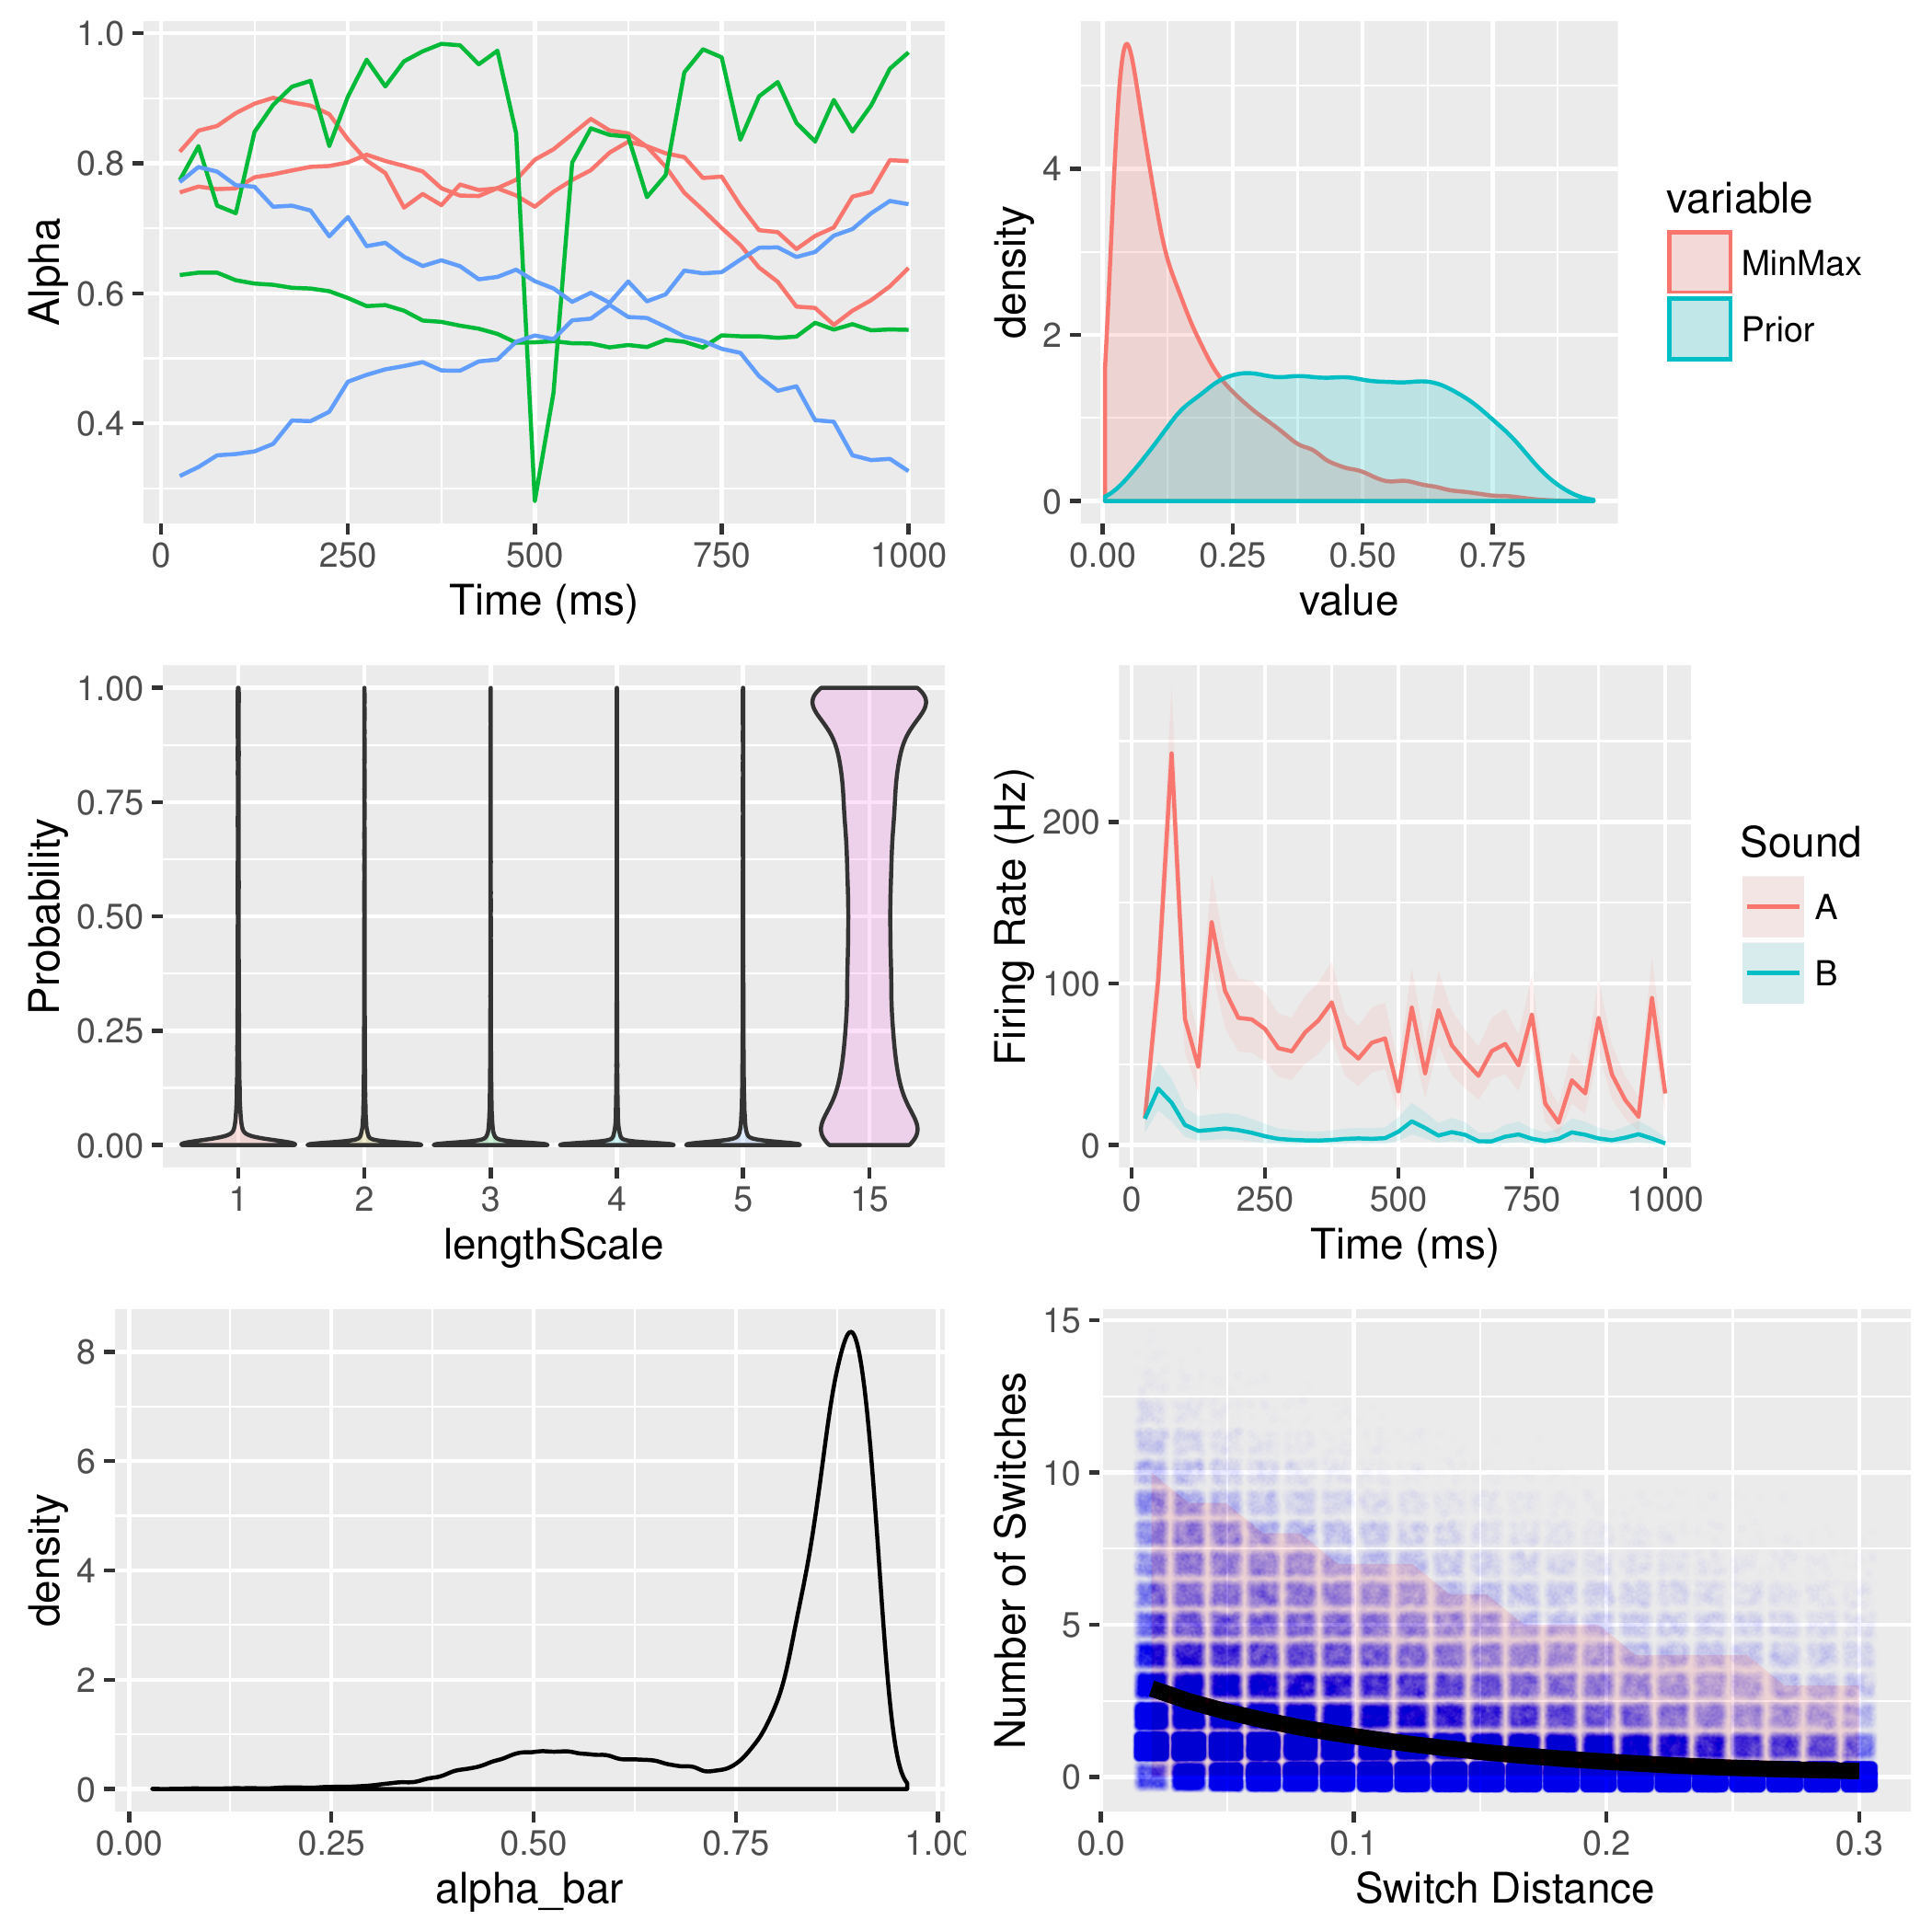 1.0
0.8
0.6
0.4
Alpha
0 250 500 750 1000
Time (ms)
4
2
0
density
0.00 0.25 0.50 0.75
value
variable
MinMax
Prior
1.00
0.75
0.50
0.25
0.00
Probability
1 2 3 4 5 15
lengthScale
200
100
0
Firing Rate (Hz)
0 250 500 750 1000
Time (ms)
Sound
A
B
8
6
4
2
0
density
0.00 0.25 0.50 0.75 1.00
alpha_bar
15
10
5
0
Number of Switches
0.0 0.1 0.2 0.3
Switch Distance